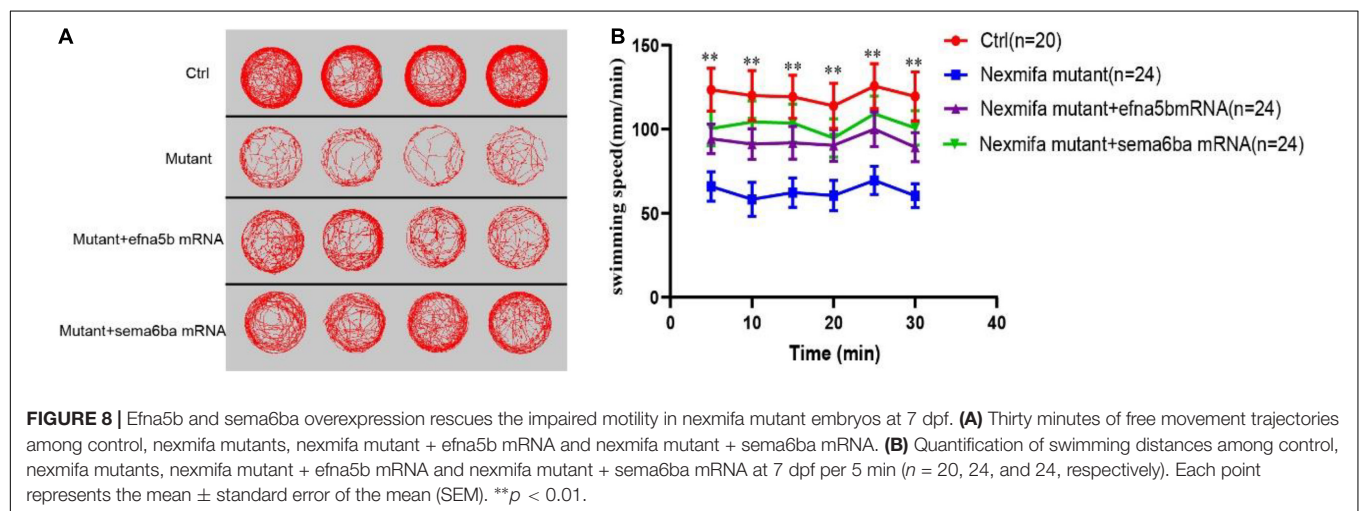 A
Ctrl
Mutant
Mutant+efna5b mRNA
Mutant+sema6ba mRNA
B
150
100
50
0
swimming speed(mm/min)
** ** ** ** ** **
0 10 20 30 40
Time (min)
Ctrl(n=20)
Nexmifa mutant(n=24)
Nexmifa mutant+efna5bmRNA(n=24)
Nexmifa mutant+sema6ba mRNA(n=24)
FIGURE 8 | Efna5b and sema6ba overexpression rescues the impaired motility in nexmifa mutant embryos at 7 dpf. (A) Thirty minutes of free movement trajectories
among control, nexmifa mutants, nexmifa mutant + efna5b mRNA and nexmifa mutant + sema6ba mRNA. (B) Quantification of swimming distances among control,
nexmifa mutants, nexmifa mutant + efna5b mRNA and nexmifa mutant + sema6ba mRNA at 7 dpf per 5 min (n = 20, 24, and 24, respectively). Each point
represents the mean ± standard error of the mean (SEM). **p < 0.01.